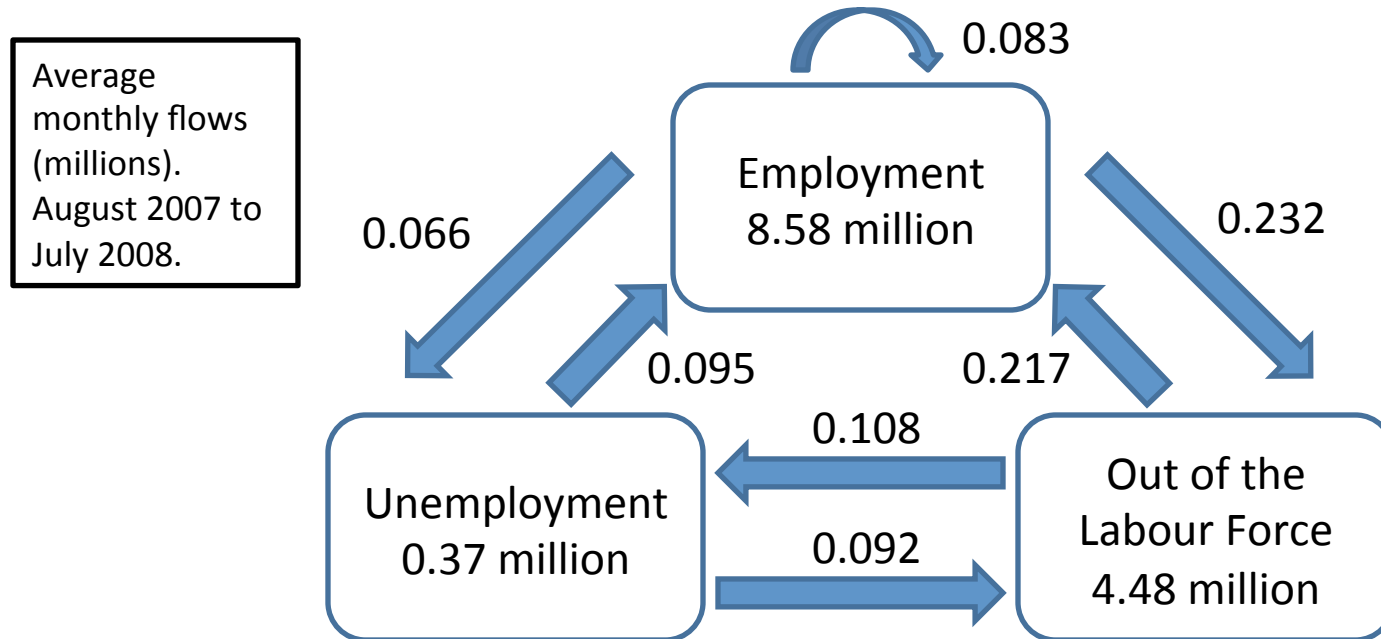 Average
monthly flows
(millions).
August 2007 to
July 2008.
0.083
Employment
8.58 million
0.066
0.232
0.095
0.217
0.108
Unemployment
0.37 million
0.092
Out of the
Labour Force
4.48 million